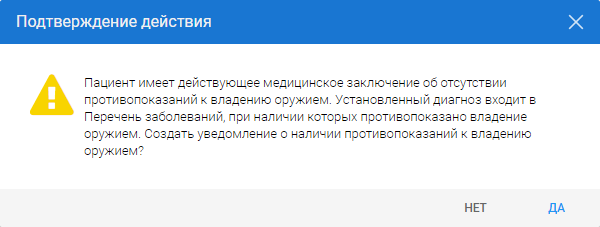 Подтверждение действия
Пациент имеет действующее медицинское заключение об отсутствии
противопоказаний к владению оружием. Установленный диагноз входит в
Перечень заболеваний, при наличии которых противопоказано владение
оружием. Создать уведомление о наличии противопоказаний к владению
оружием?
НЕТ ДА